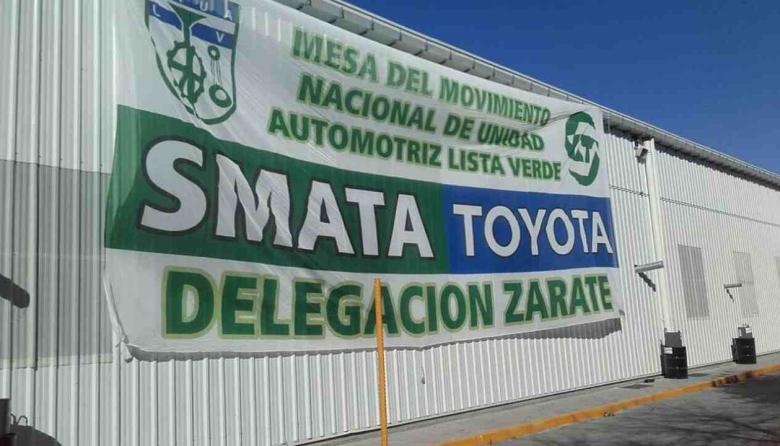 MESA DEL MOVIMIENTO
NACIONAL DE UNIDAD
AUTOMOTRIZ LISTA VERDE
SMATA TOYOTA
DELEGACION ZARATE